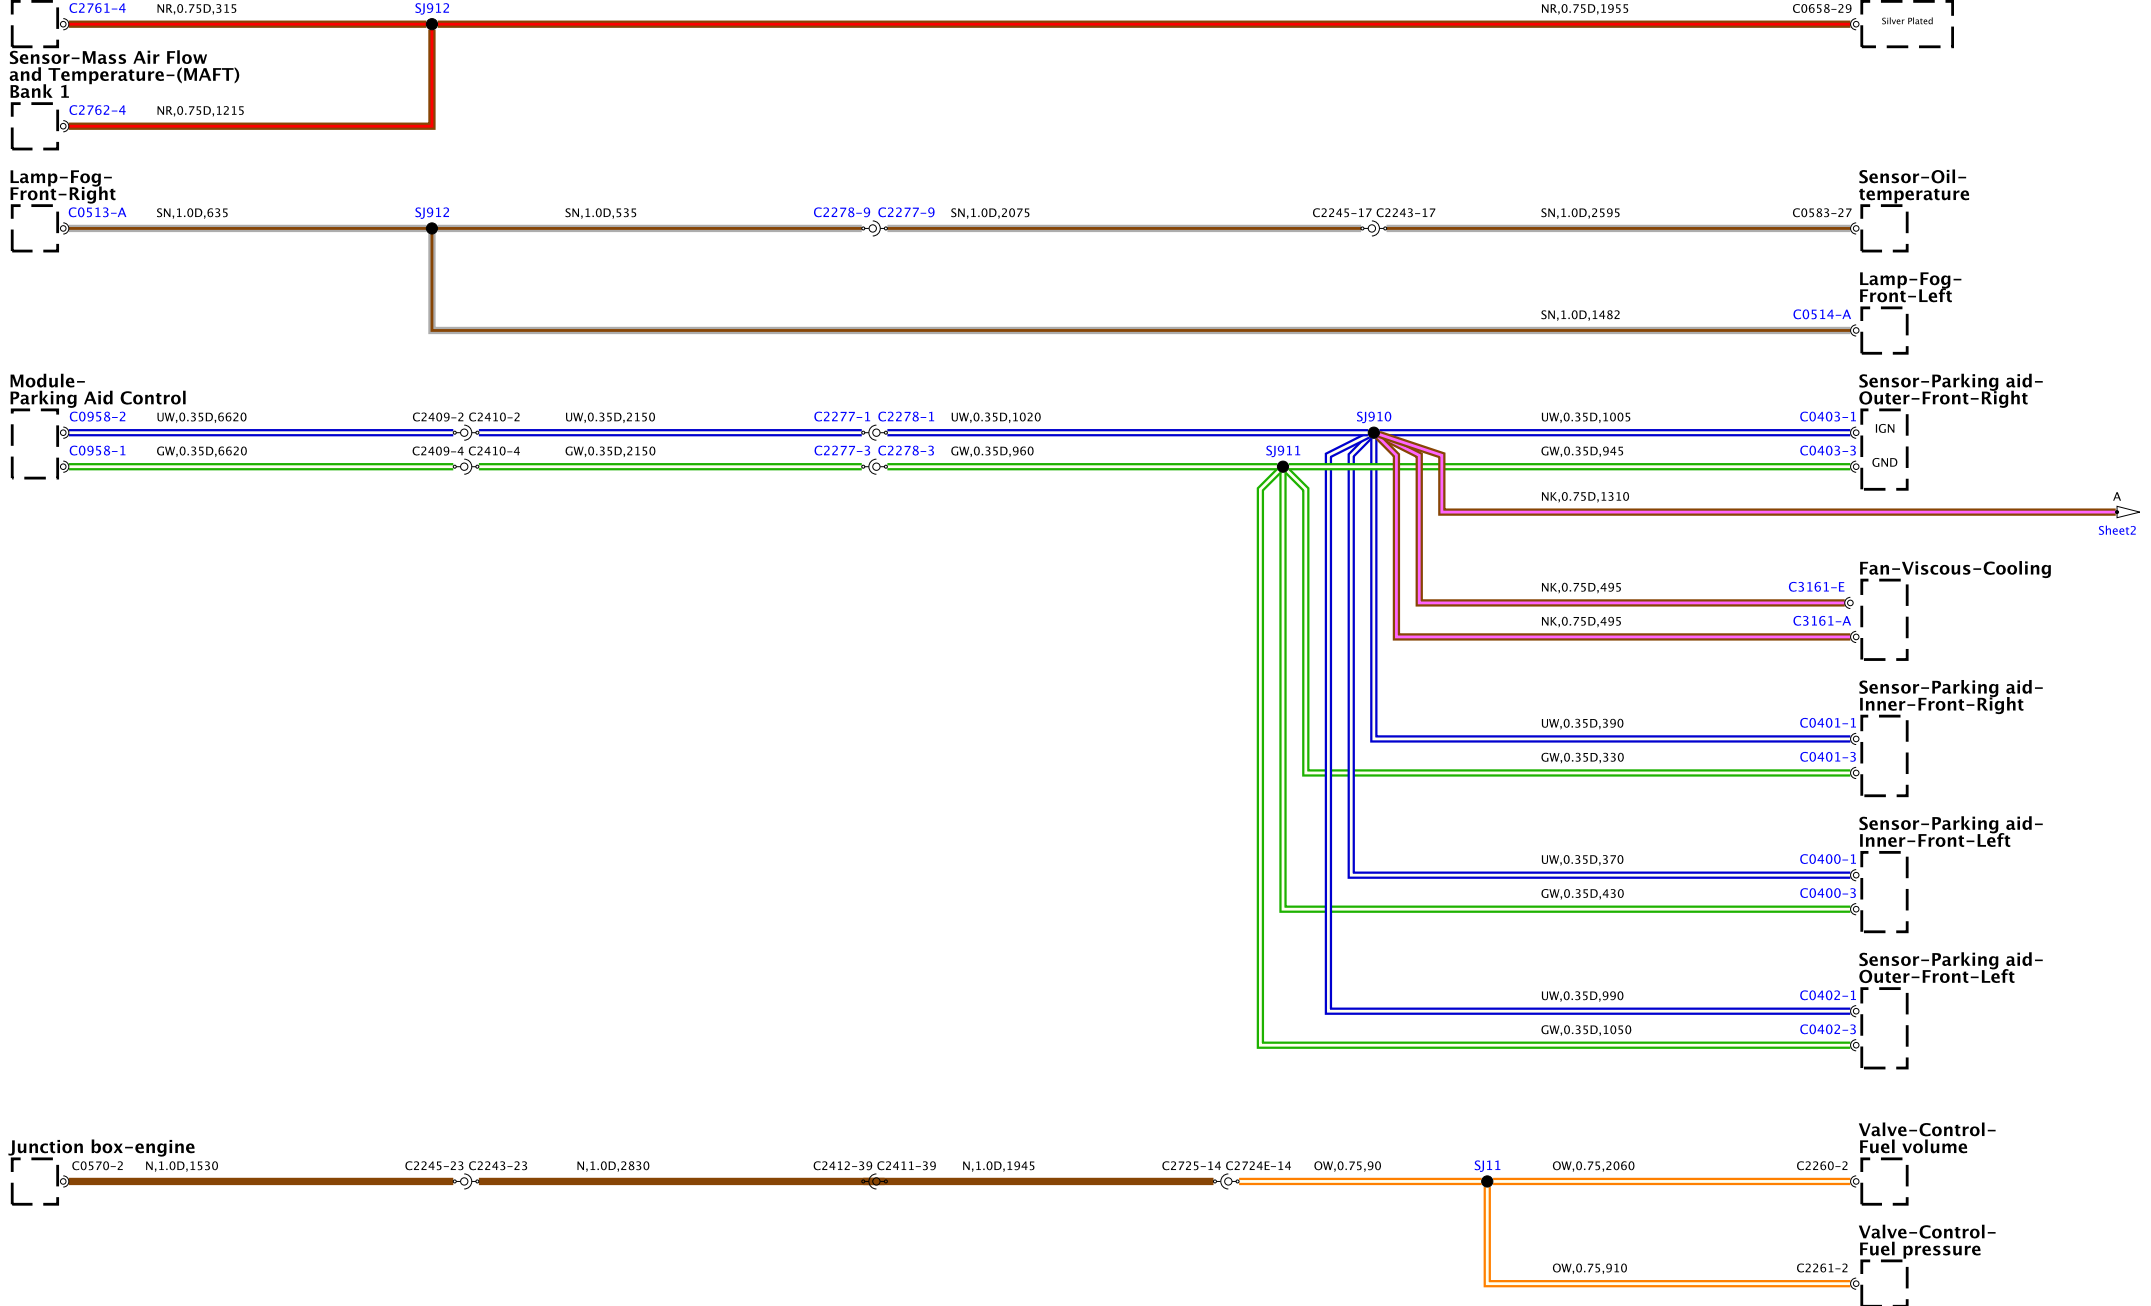 C2761-4 NR,0.75D,315 SJ912 NR,0.75D,1955 C0658-29
Silver Plated
Sensor-Mass Air Flow
and Temperature-(MAFT)
Bank 1
C2762-4 NR,0.75D,1215
Lamp-Fog-
Front-Right
Sensor-Oil-
temperature
C0513-A SN,1.0D,635 SJ912 SN,1.0D,535 C2278-9 C2277-9 SN,1.0D,2075 C2245-17 C2243-17 SN,1.0D,2595 C0583-27
Lamp-Fog-
Front-Left
SN,1.0D,1482 C0514-A
Module-
Parking Aid Control
Sensor-Parking aid-
Outer-Front-Right
C0958-2 UW,0.35D,6620 C2409-2 C2410-2 UW,0.35D,2150 C2277-1 C2278-1 UW,0.35D,1020 SJ910 UW,0.35D,1005 C0403-1
IGN
C0958-1 GW,0.35D,6620 C2409-4 C2410-4 GW,0.35D,2150 C2277-3 C2278-3 GW,0.35D,960 SJ911 GW,0.35D,945 C0403-3
GND
NK,0.75D,1310 A
Sheet2
Fan-Viscous-Cooling
NK,0.75D,495 C3161-E
NK,0.75D,495 C3161-A
Sensor-Parking aid-
Inner-Front-Right
UW,0.35D,390 C0401-1
GW,0.35D,330 C0401-3
Sensor-Parking aid-
Inner-Front-Left
UW,0.35D,370 C0400-1
GW,0.35D,430 C0400-3
Sensor-Parking aid-
Outer-Front-Left
UW,0.35D,990 C0402-1
GW,0.35D,1050 C0402-3
Junction box-engine
Valve-Control-
Fuel volume
C0570-2 N,1.0D,1530 C2245-23 C2243-23 N,1.0D,2830 C2412-39 C2411-39 N,1.0D,1945 C2725-14 C2724E-14 OW,0.75,90 SJ11 OW,0.75,2060 C2260-2
Valve-Control-
Fuel pressure
OW,0.75,910 C2261-2